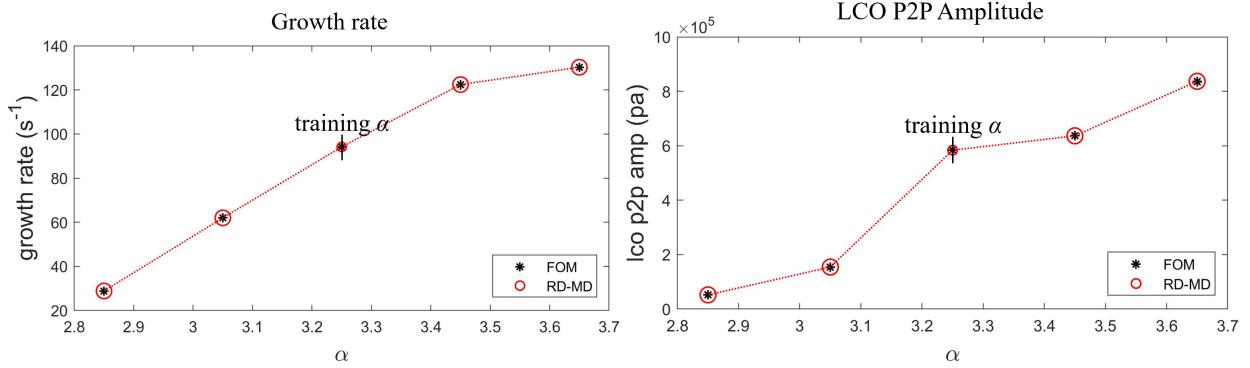 Growth rate
140
120
100
80
60
40
20
growth rate (s⁻¹)
training α
FOM
RD-MD
2.8 2.9 3 3.1 3.2 3.3 3.4 3.5 3.6 3.7
α
LCO P2P Amplitude
×10⁵
10
8
6
4
2
0
lco p2p amp (pa)
training α
FOM
RD-MD
2.8 2.9 3 3.1 3.2 3.3 3.4 3.5 3.6 3.7
α